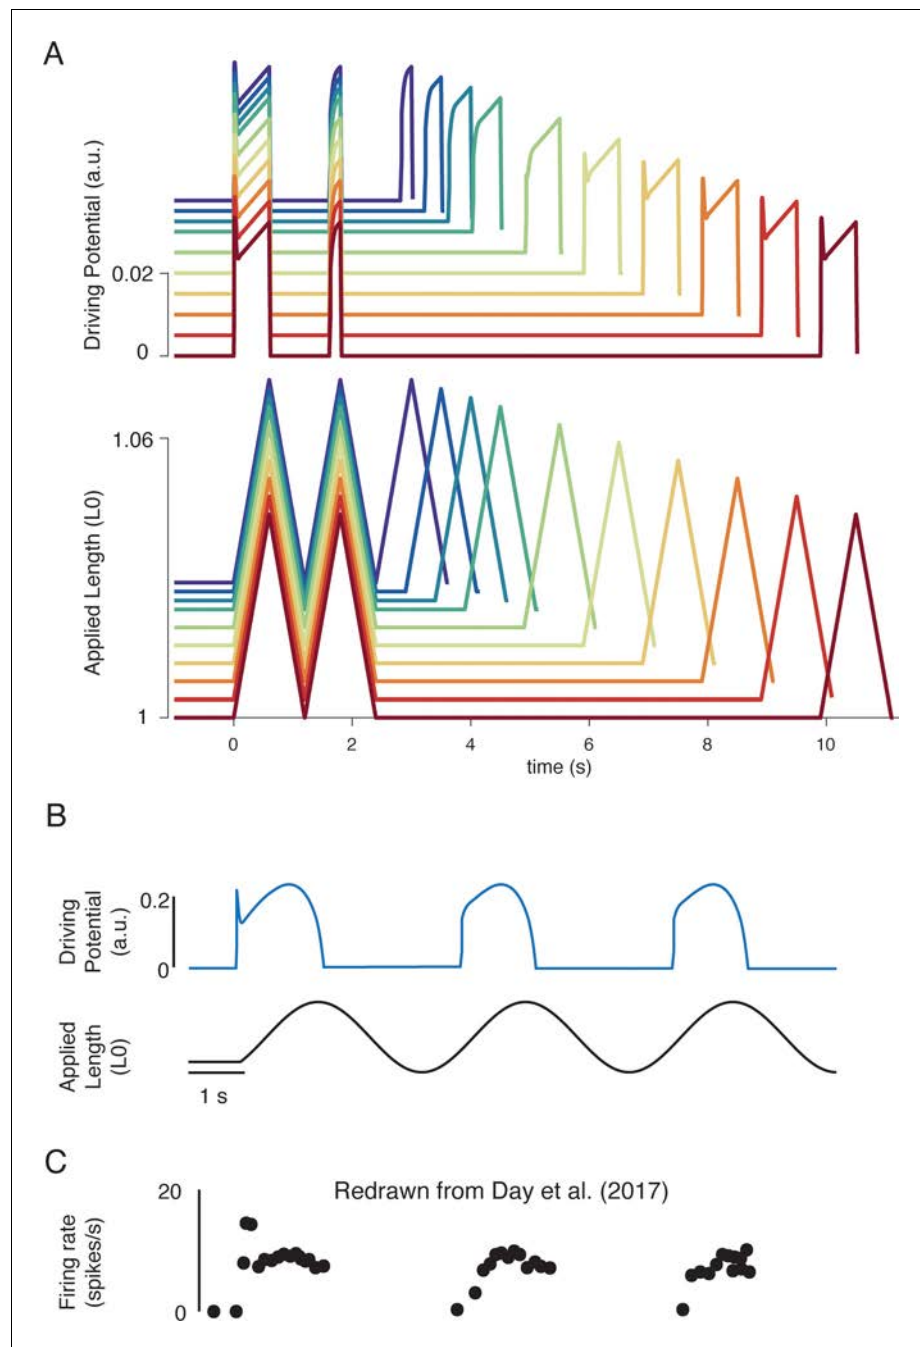 A
Driving Potential (a.u.)
0.02
0
Applied Length (L0)
1.06
1
0 2 4 6 8 10
time (s)
B
Driving
Potential
(a.u.)
0.2
0
Applied
Length
(L0)
1 s
C
Redrawn from Day et al. (2017)
Firing rate
(spikes/s)
20
0